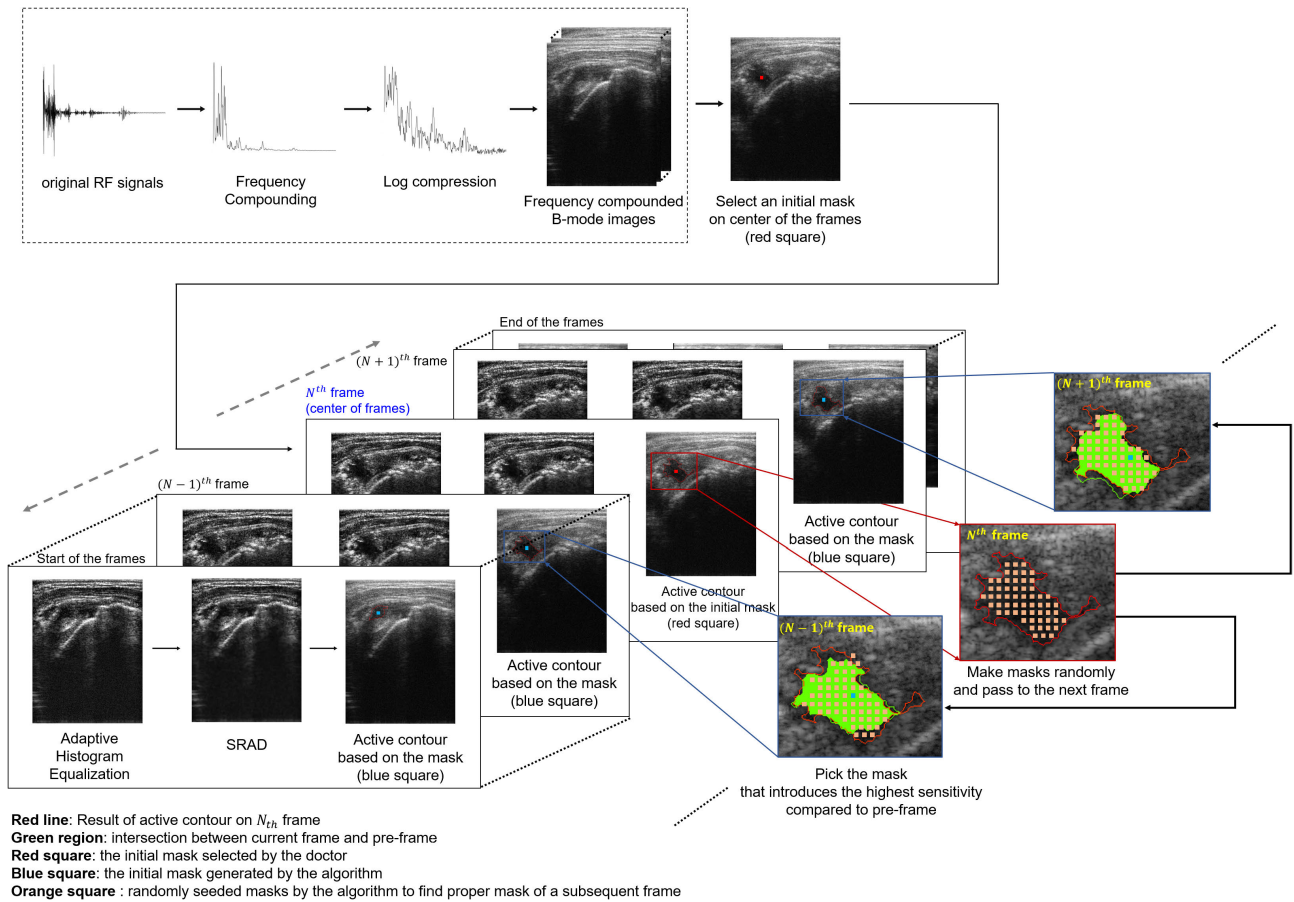 original RF signals
Frequency
Compounding
Log compression
Frequency compounded
B-mode images
Select an initial mask
on center of the frames
(red square)
End of the frames
(N + 1)th frame
Nth frame
(center of frames)
(N − 1)th frame
Start of the frames
Adaptive
Histogram
Equalization
SRAD
Active contour
based on the mask
(blue square)
Active contour
based on the mask
(blue square)
Active contour
based on the initial mask
(red square)
Active contour
based on the mask
(blue square)
(N + 1)th frame
Nth frame
Make masks randomly
and pass to the next frame
(N − 1)th frame
Pick the mask
that introduces the highest sensitivity
compared to pre-frame
Red line: Result of active contour on Nth frame
Green region: intersection between current frame and pre-frame
Red square: the initial mask selected by the doctor
Blue square: the initial mask generated by the algorithm
Orange square : randomly seeded masks by the algorithm to find proper mask of a subsequent frame